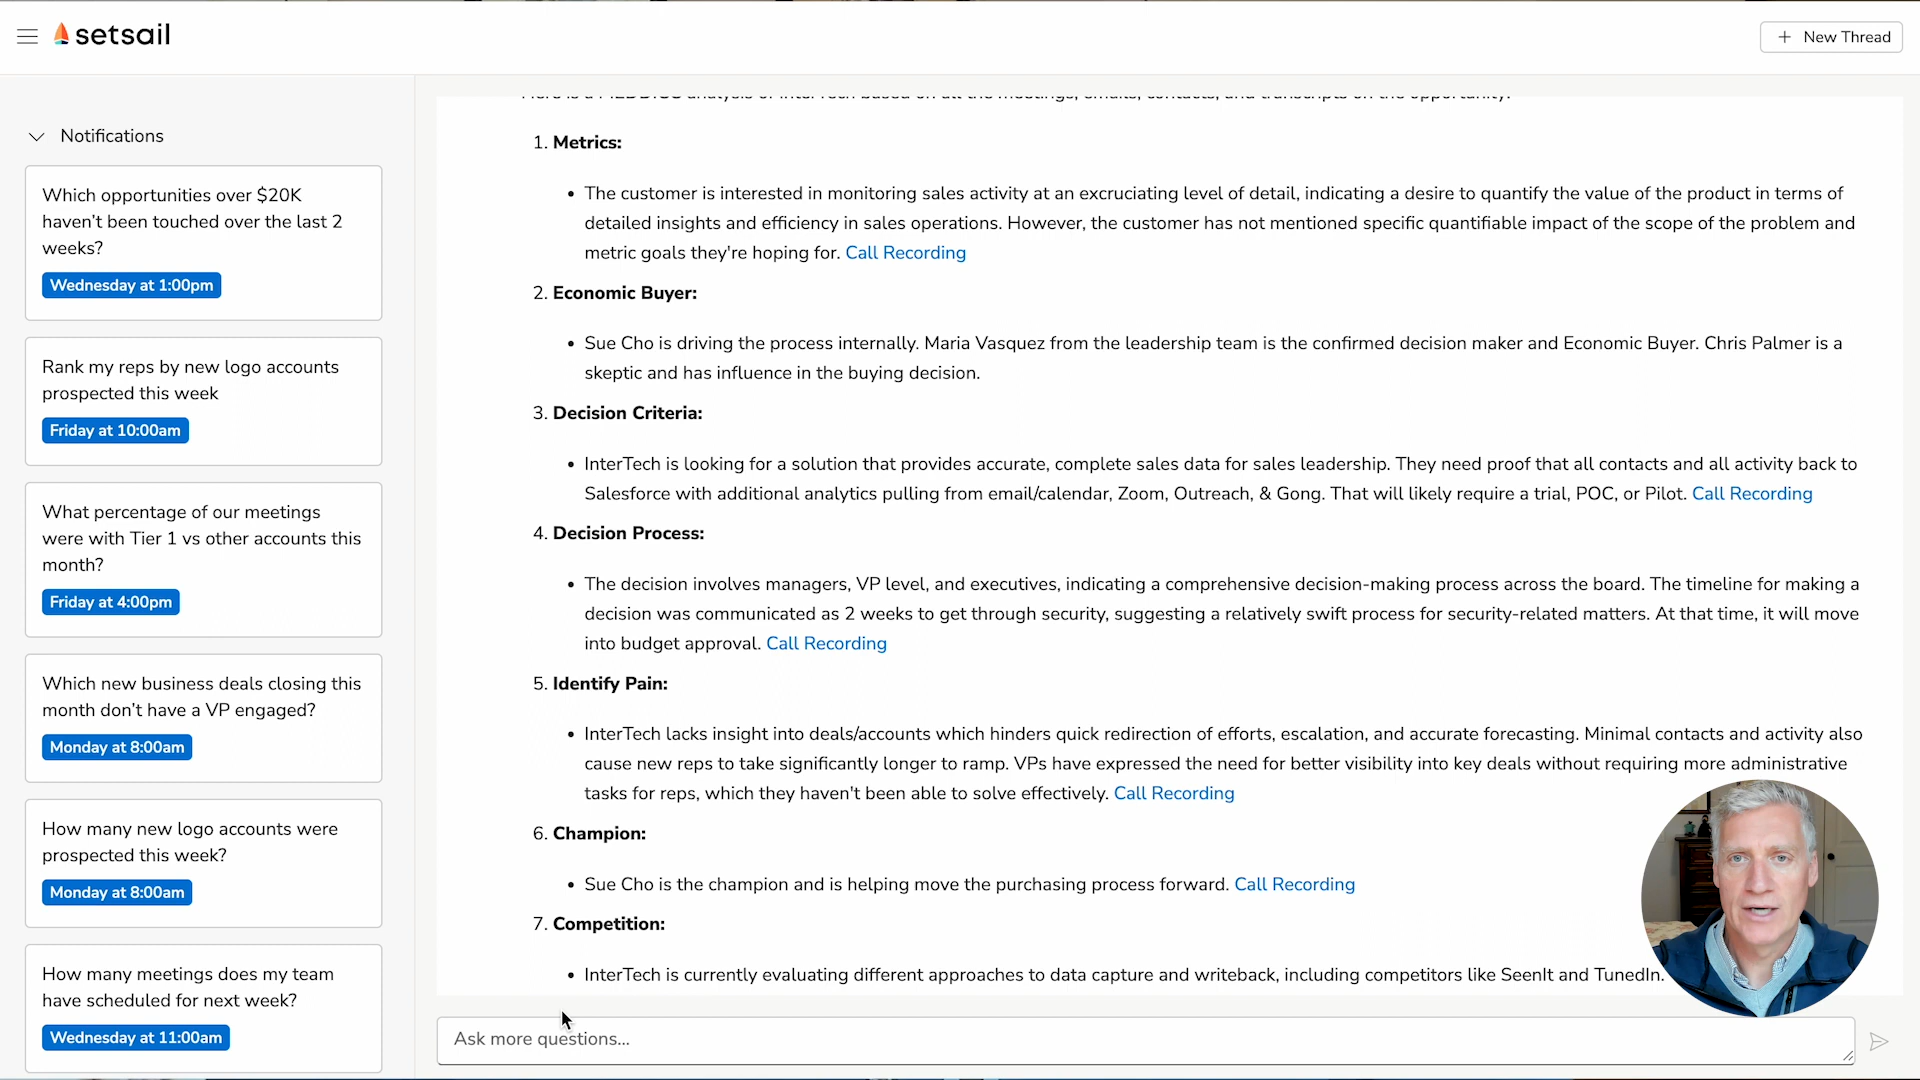 setsail
New Thread
Notifications
Which opportunities over $20K
haven't been touched over the last 2
weeks?
Wednesday at 1:00pm
Rank my reps by new logo accounts
prospected this week
Friday at 10:00am
What percentage of our meetings
were with Tier 1 vs other accounts this
month?
Friday at 4:00pm
Which new business deals closing this
month don't have a VP engaged?
Monday at 8:00am
How many new logo accounts were
prospected this week?
Monday at 8:00am
How many meetings does my team
have scheduled for next week?
Wednesday at 11:00am
1. Metrics:
• The customer is interested in monitoring sales activity at an excruciating level of detail, indicating a desire to quantify the value of the product in terms of
detailed insights and efficiency in sales operations. However, the customer has not mentioned specific quantifiable impact of the scope of the problem and
metric goals they're hoping for. Call Recording
2. Economic Buyer:
• Sue Cho is driving the process internally. Maria Vasquez from the leadership team is the confirmed decision maker and Economic Buyer. Chris Palmer is a
skeptic and has influence in the buying decision.
3. Decision Criteria:
• InterTech is looking for a solution that provides accurate, complete sales data for sales leadership. They need proof that all contacts and all activity back to
Salesforce with additional analytics pulling from email/calendar, Zoom, Outreach, & Gong. That will likely require a trial, POC, or Pilot. Call Recording
4. Decision Process:
• The decision involves managers, VP level, and executives, indicating a comprehensive decision-making process across the board. The timeline for making a
decision was communicated as 2 weeks to get through security, suggesting a relatively swift process for security-related matters. At that time, it will move
into budget approval. Call Recording
5. Identify Pain:
• InterTech lacks insight into deals/accounts which hinders quick redirection of efforts, escalation, and accurate forecasting. Minimal contacts and activity also
cause new reps to take significantly longer to ramp. VPs have expressed the need for better visibility into key deals without requiring more administrative
tasks for reps, which they haven't been able to solve effectively. Call Recording
6. Champion:
• Sue Cho is the champion and is helping move the purchasing process forward. Call Recording
7. Competition:
• InterTech is currently evaluating different approaches to data capture and writeback, including competitors like SeenIt and TunedIn.
Ask more questions...